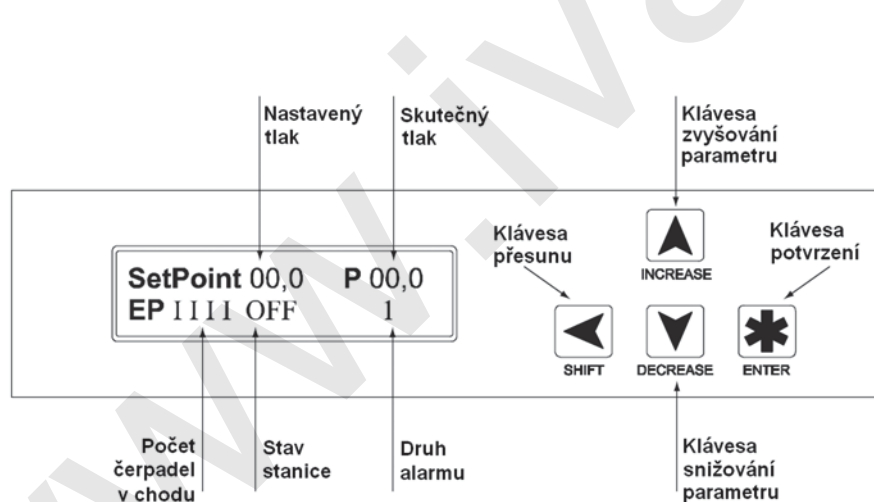 Nastavený
tlak
Skutečný
tlak
Klávesa
zvyšování
parametru
Klávesa
přesunu
Klávesa
potvrzení
SetPoint 00,0 P 00,0
EP I I I I OFF 1
INCREASE
SHIFT
DECREASE
ENTER
Počet
čerpadel
v chodu
Stav
stanice
Druh
alarmu
Klávesa
snižování
parametru